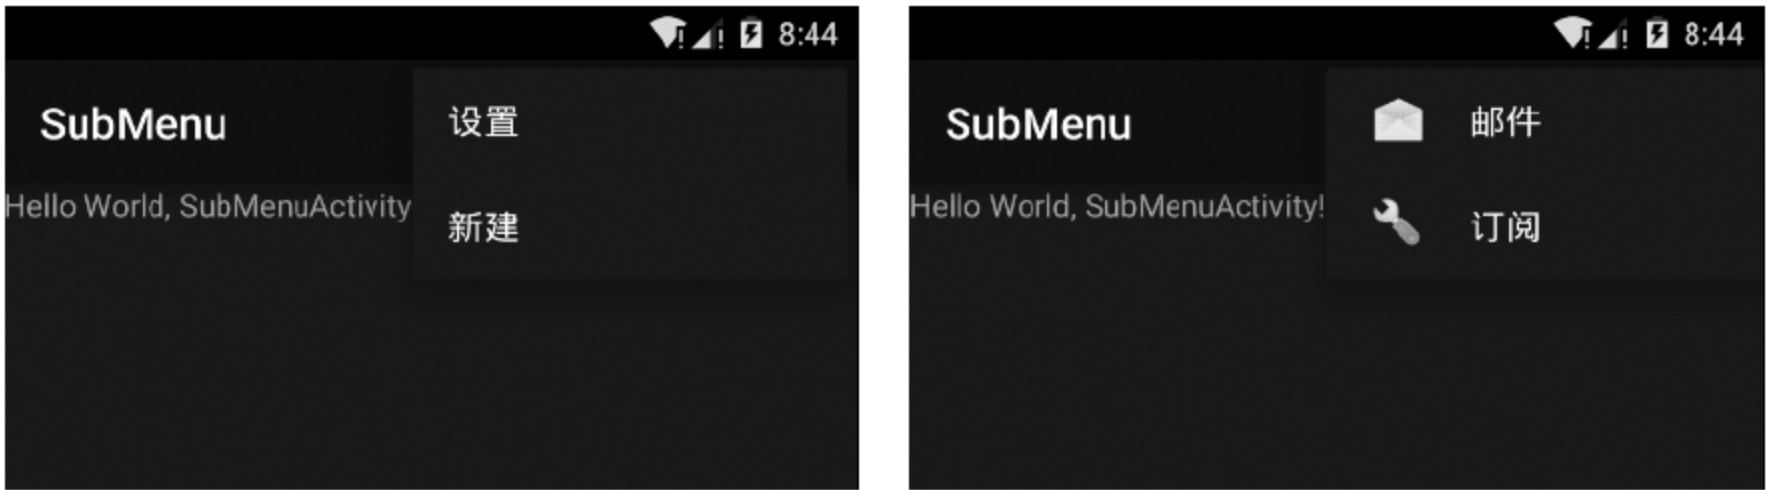 8:44
SubMenu
设置
Hello World, SubMenuActivity
新建
8:44
SubMenu
邮件
Hello World, SubMenuActivity!
订阅